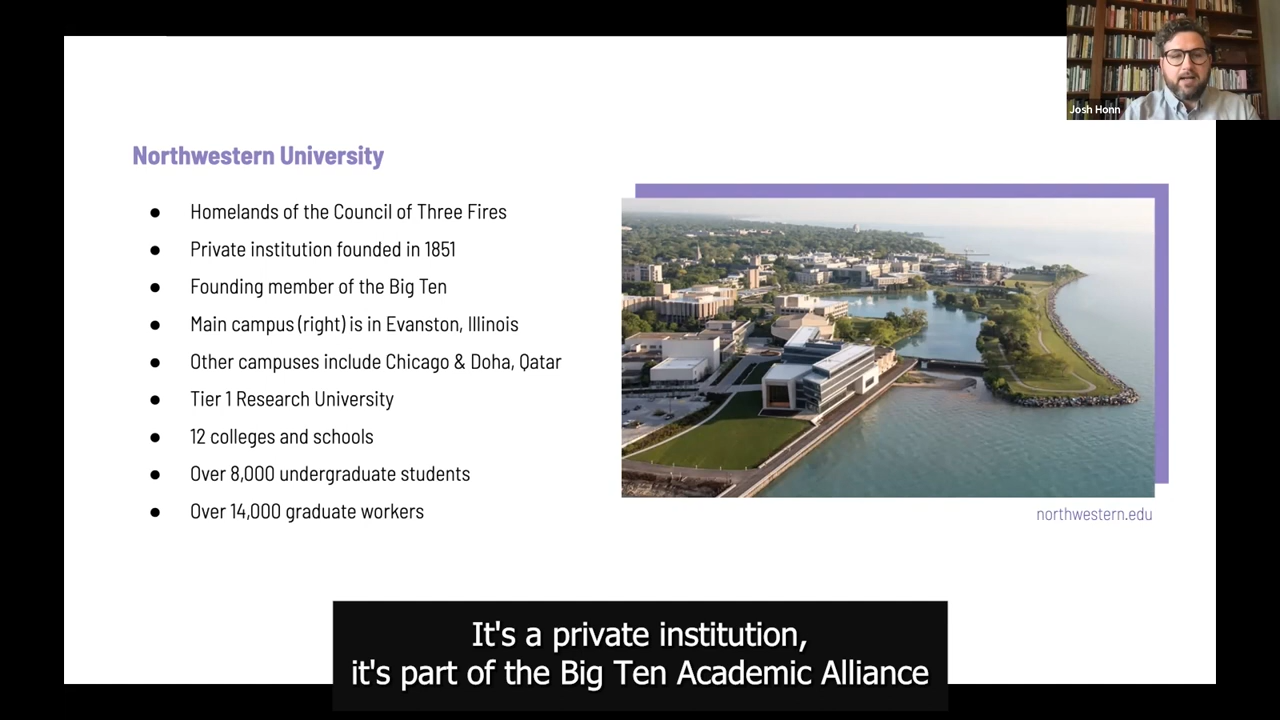 Josh Honn
Northwestern University
● Homelands of the Council of Three Fires
● Private institution founded in 1851
● Founding member of the Big Ten
● Main campus (right) is in Evanston, Illinois
● Other campuses include Chicago & Doha, Qatar
● Tier 1 Research University
● 12 colleges and schools
● Over 8,000 undergraduate students
● Over 14,000 graduate workers
northwestern.edu
It's a private institution,
it's part of the Big Ten Academic Alliance